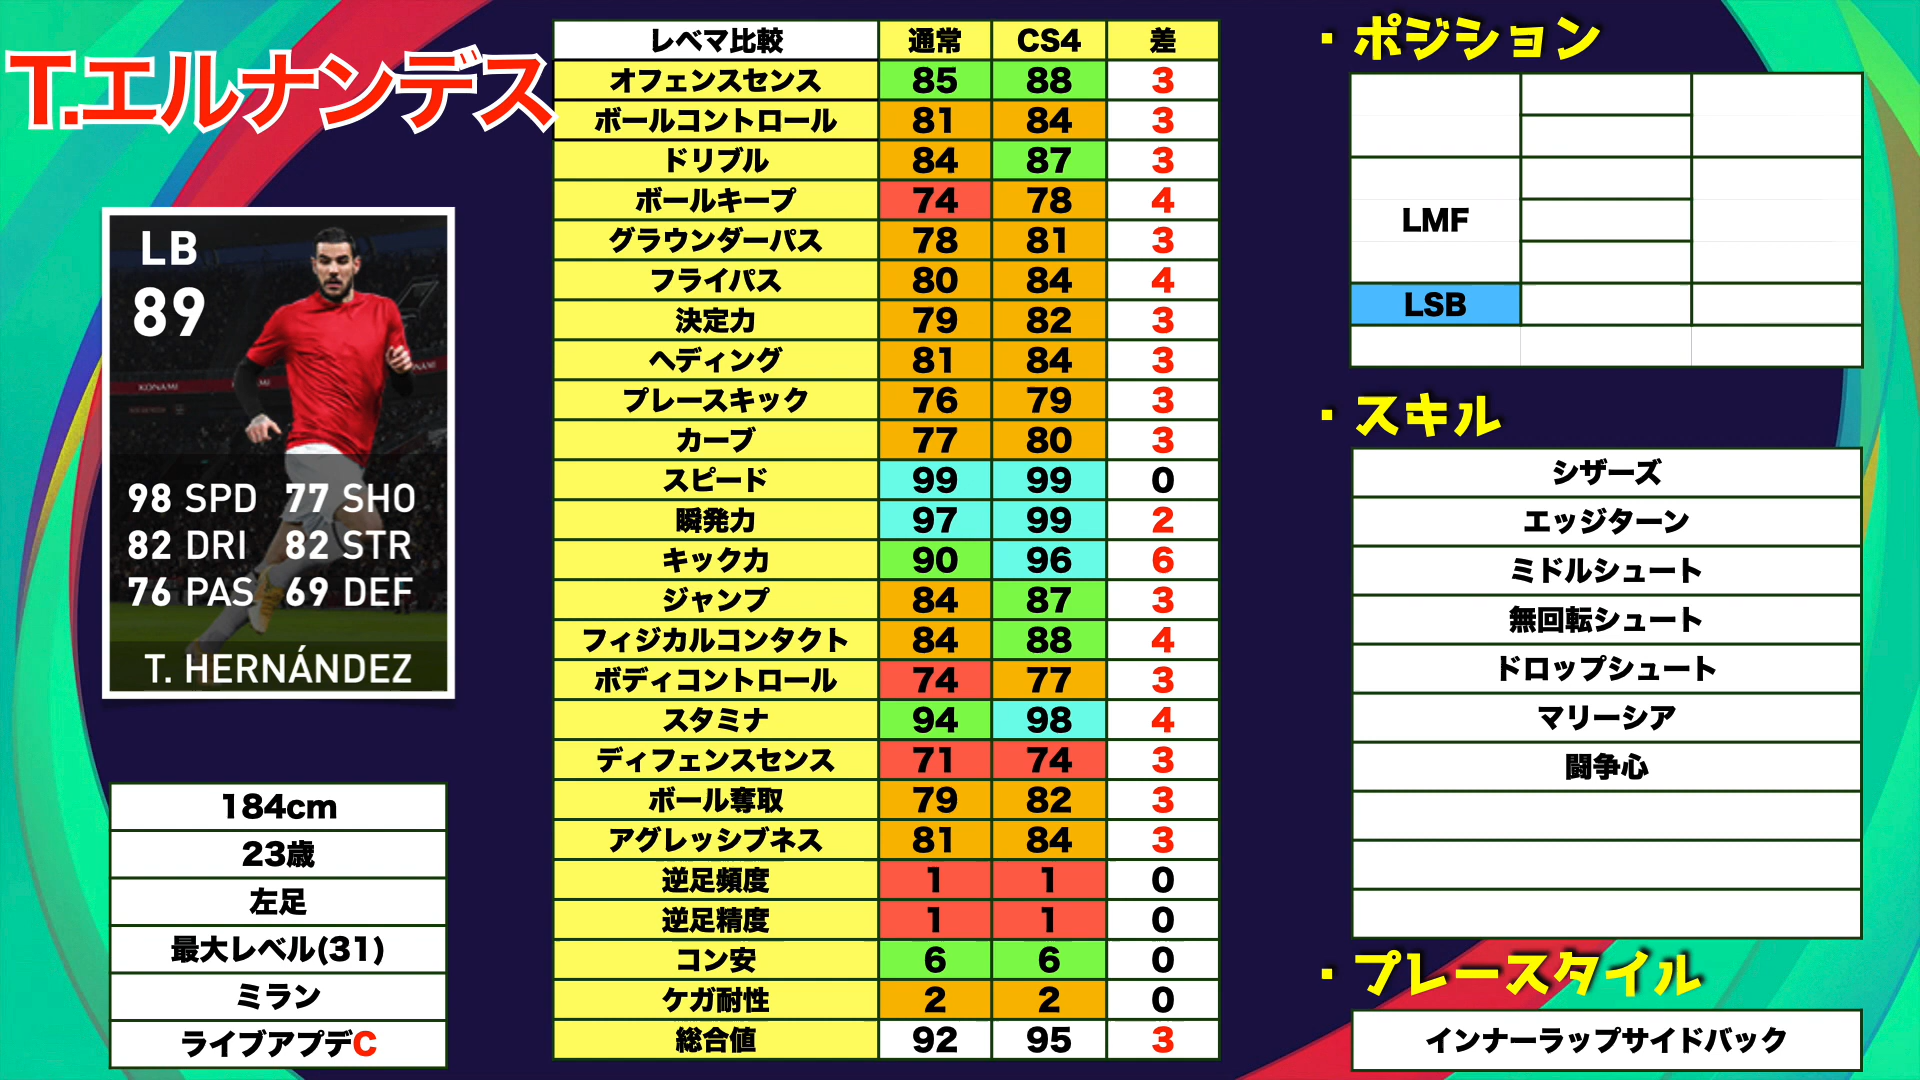 T.エルナンデス
LB
89
KONAMI
98 SPD 77 SHO
82 DRI 82 STR
76 PAS 69 DEF
T. HERNÁNDEZ
184cm
23歳
左足
最大レベル(31)
ミラン
ライブアプデC
レベマ比較 通常 CS4 差
オフェンスセンス 85 88 3
ボールコントロール 81 84 3
ドリブル 84 87 3
ボールキープ 74 78 4
グラウンダーパス 78 81 3
フライパス 80 84 4
決定力 79 82 3
ヘディング 81 84 3
プレースキック 76 79 3
カーブ 77 80 3
スピード 99 99 0
瞬発力 97 99 2
キック力 90 96 6
ジャンプ 84 87 3
フィジカルコンタクト 84 88 4
ボディコントロール 74 77 3
スタミナ 94 98 4
ディフェンスセンス 71 74 3
ボール奪取 79 82 3
アグレッシブネス 81 84 3
逆足頻度 1 1 0
逆足精度 1 1 0
コン安 6 6 0
ケガ耐性 2 2 0
総合値 92 95 3
・ポジション
LMF
LSB
・スキル
シザーズ
エッジターン
ミドルシュート
無回転シュート
ドロップシュート
マリーシア
闘争心
・プレースタイル
インナーラップサイドバック